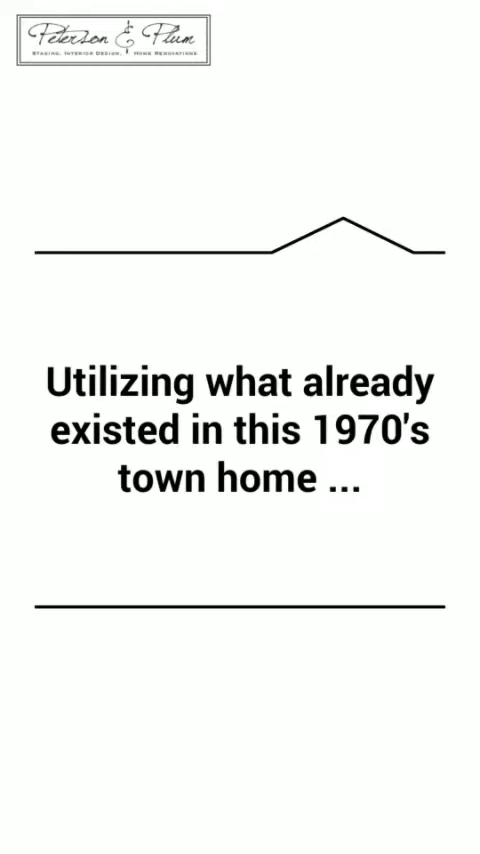 Peterson & Plum
Staging, Interior Design, Home Renovations
Utilizing what already
existed in this 1970's
town home ...